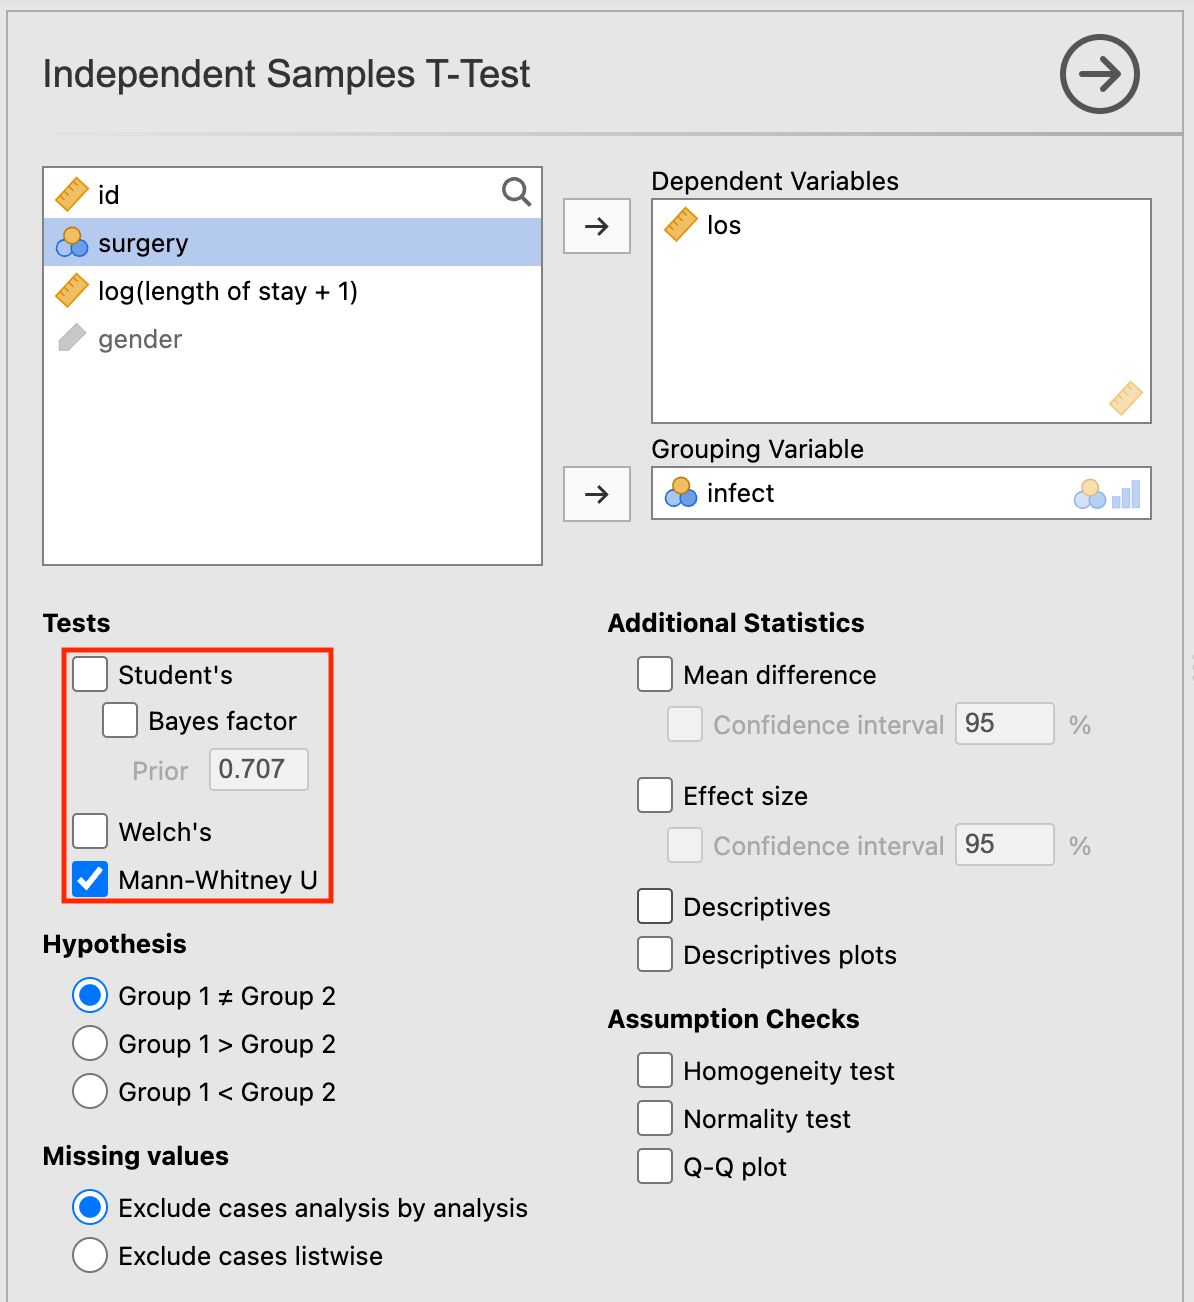 Independent Samples T-Test
id
surgery
log(length of stay + 1)
gender
Dependent Variables
los
Grouping Variable
infect
Tests
Student's
Bayes factor
Prior 0.707
Welch's
Mann-Whitney U
Hypothesis
Group 1 ≠ Group 2
Group 1 > Group 2
Group 1 < Group 2
Missing values
Exclude cases analysis by analysis
Exclude cases listwise
Additional Statistics
Mean difference
Confidence interval 95 %
Effect size
Confidence interval 95 %
Descriptives
Descriptives plots
Assumption Checks
Homogeneity test
Normality test
Q-Q plot